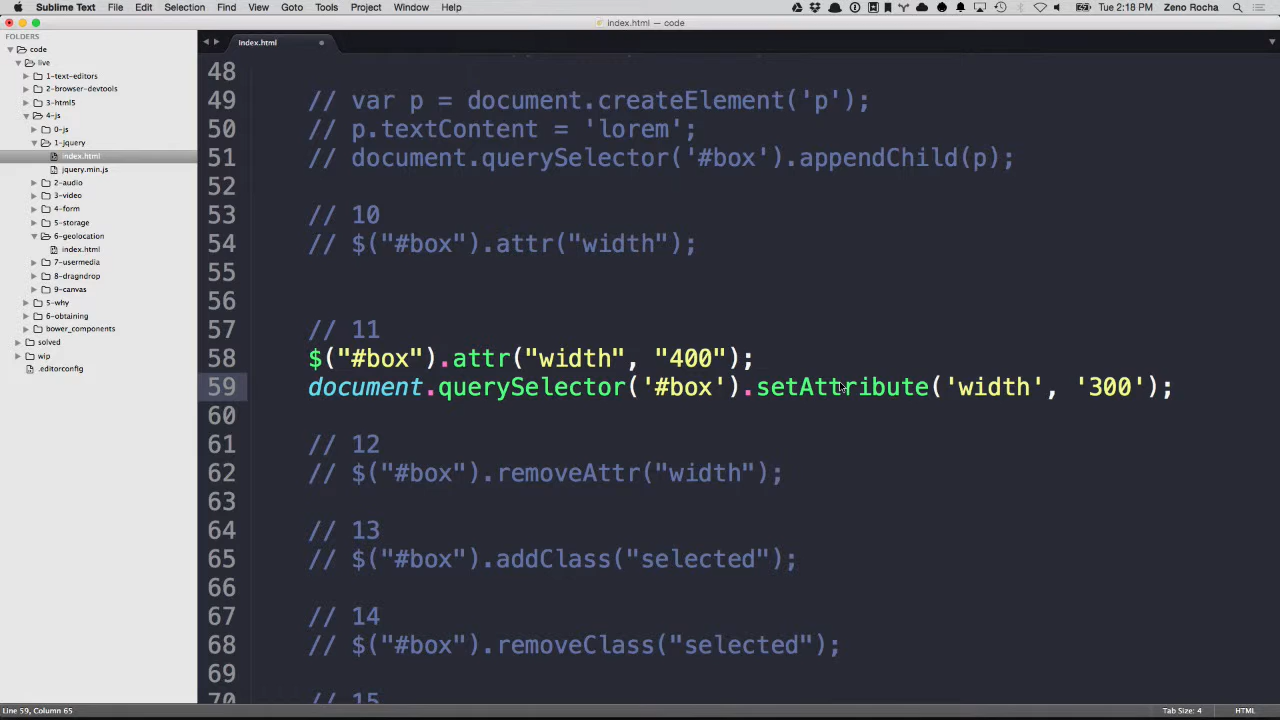 Sublime Text File Edit Selection Find View Goto Tools Project Window Help
Tue 2:18 PM Zeno Rocha
index.html — code
FOLDERS
code
live
1-text-editors
2-browser-devtools
3-html5
4-js
0-js
1-jquery
index.html
jquery.min.js
2-audio
3-video
4-form
5-storage
6-geolocation
index.html
7-usermedia
8-dragndrop
9-canvas
5-why
6-obtaining
bower_components
solved
wip
.editorconfig
index.html
48
49 // var p = document.createElement('p');
50 // p.textContent = 'lorem';
51 // document.querySelector('#box').appendChild(p);
52
53 // 10
54 // $("#box").attr("width");
55
56
57 // 11
58 $("#box").attr("width", "400");
59 document.querySelector('#box').setAttribute('width', '300');
60
61 // 12
62 // $("#box").removeAttr("width");
63
64 // 13
65 // $("#box").addClass("selected");
66
67 // 14
68 // $("#box").removeClass("selected");
69
70 // 15
Line 59, Column 65
Tab Size: 4 HTML